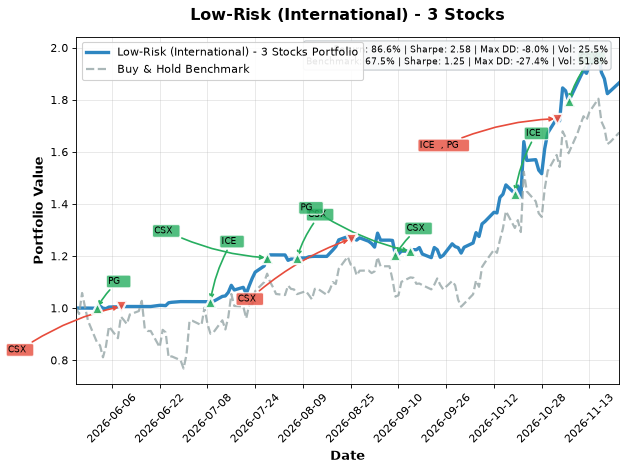 Low-Risk (International) - 3 Stocks
Low-Risk (International) - 3 Stocks Portfolio
Buy & Hold Benchmark
: 86.6% | Sharpe: 2.58 | Max DD: -8.0% | Vol: 25.5%
Benchmark: 67.5% | Sharpe: 1.25 | Max DD: -27.4% | Vol: 51.8%
Portfolio Value
2.0
1.8
1.6
1.4
1.2
1.0
0.8
ICE
ICE , PG
PG
CSX
CSX
CSX
ICE
PG
CSX
CSX
2026-06-06
2026-06-22
2026-07-08
2026-07-24
2026-08-09
2026-08-25
2026-09-10
2026-09-26
2026-10-12
2026-10-28
2026-11-13
Date